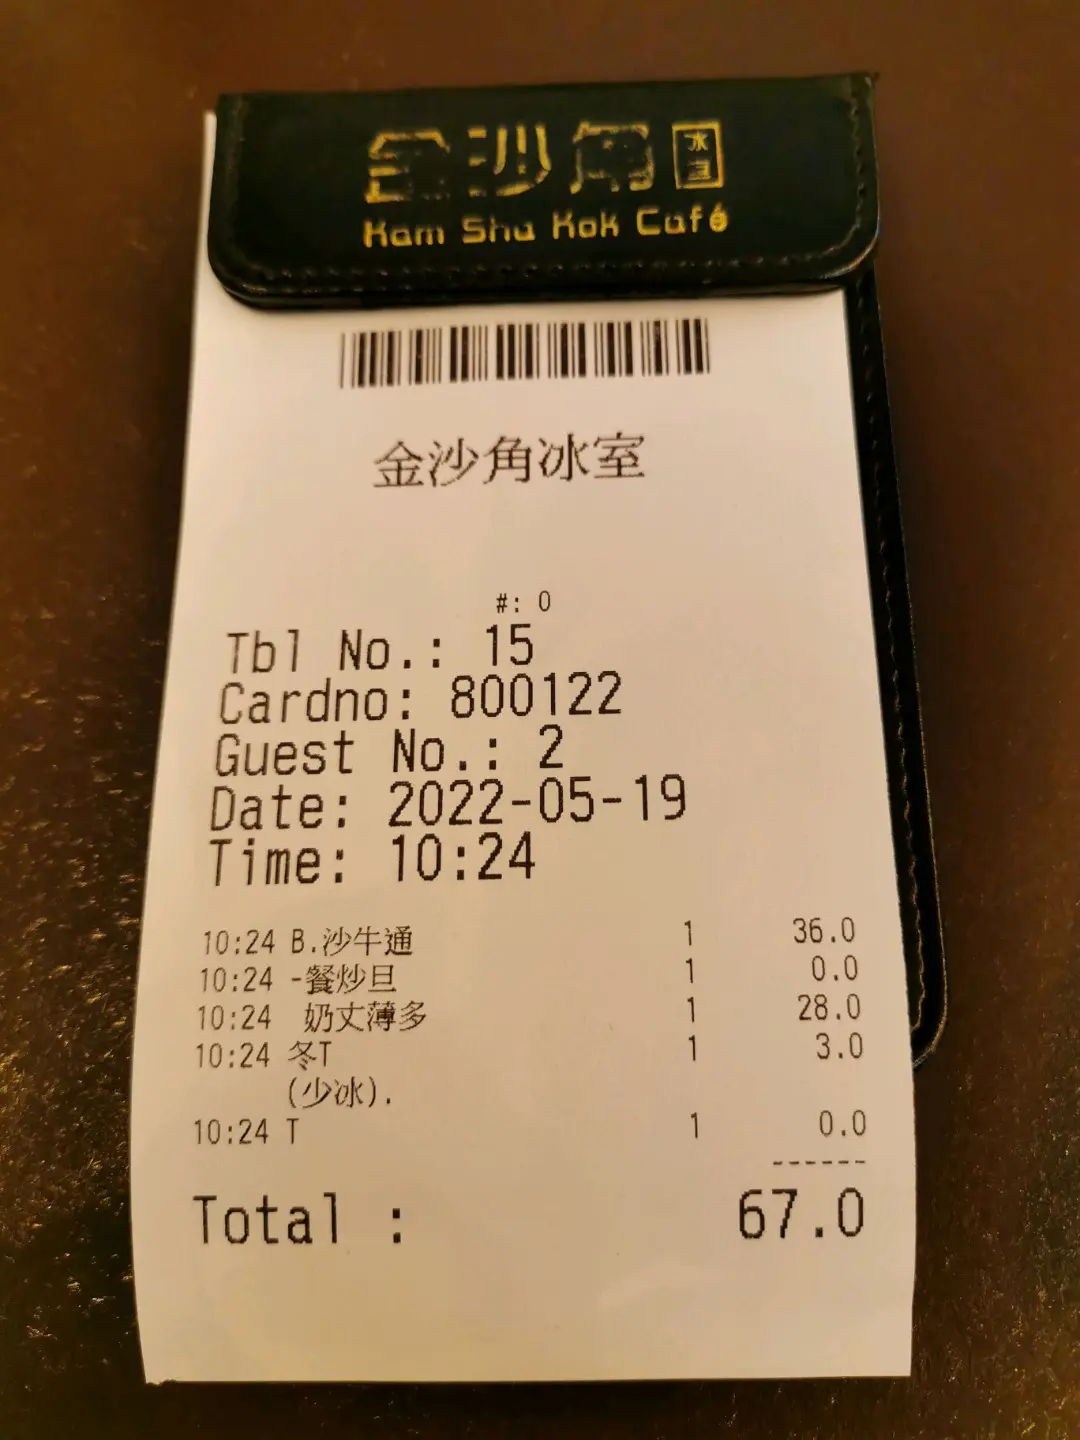 金沙角冰室
Kam Sha Kok Café
金沙角冰室
#: 0
Tbl No.: 15
Cardno: 800122
Guest No.: 2
Date: 2022-05-19
Time: 10:24
10:24 B.沙牛通 1 36.0
10:24 -餐炒旦 1 0.0
10:24 奶丈薄多 1 28.0
10:24 冬T 1 3.0
(少冰).
10:24 T 1 0.0
------
Total : 67.0